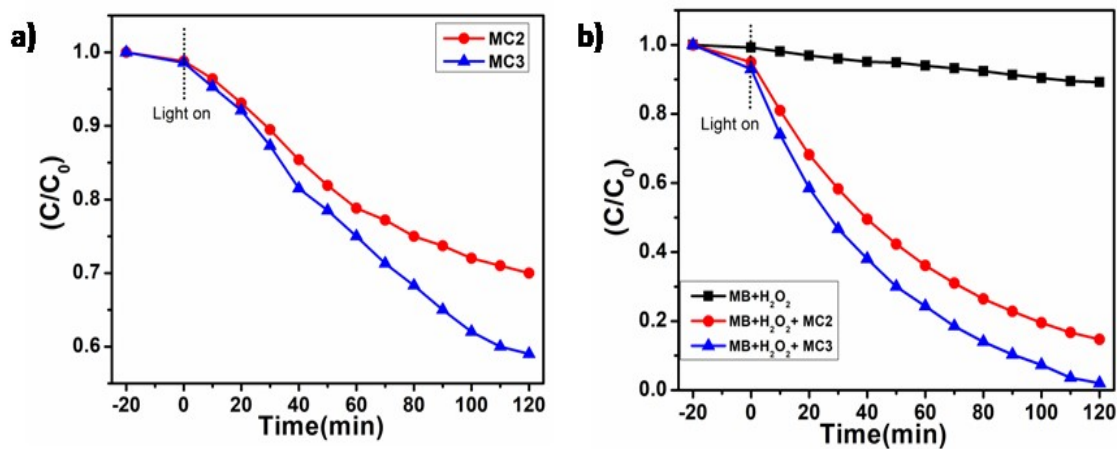 a)
MC2
MC3
Light on
1.0
0.9
0.8
0.7
0.6
(C/C₀)
-20 0 20 40 60 80 100 120
Time(min)
b)
Light on
MB+H₂O₂
MB+H₂O₂+ MC2
MB+H₂O₂+ MC3
1.0
0.8
0.6
0.4
0.2
0.0
(C/C₀)
-20 0 20 40 60 80 100 120
Time(min)